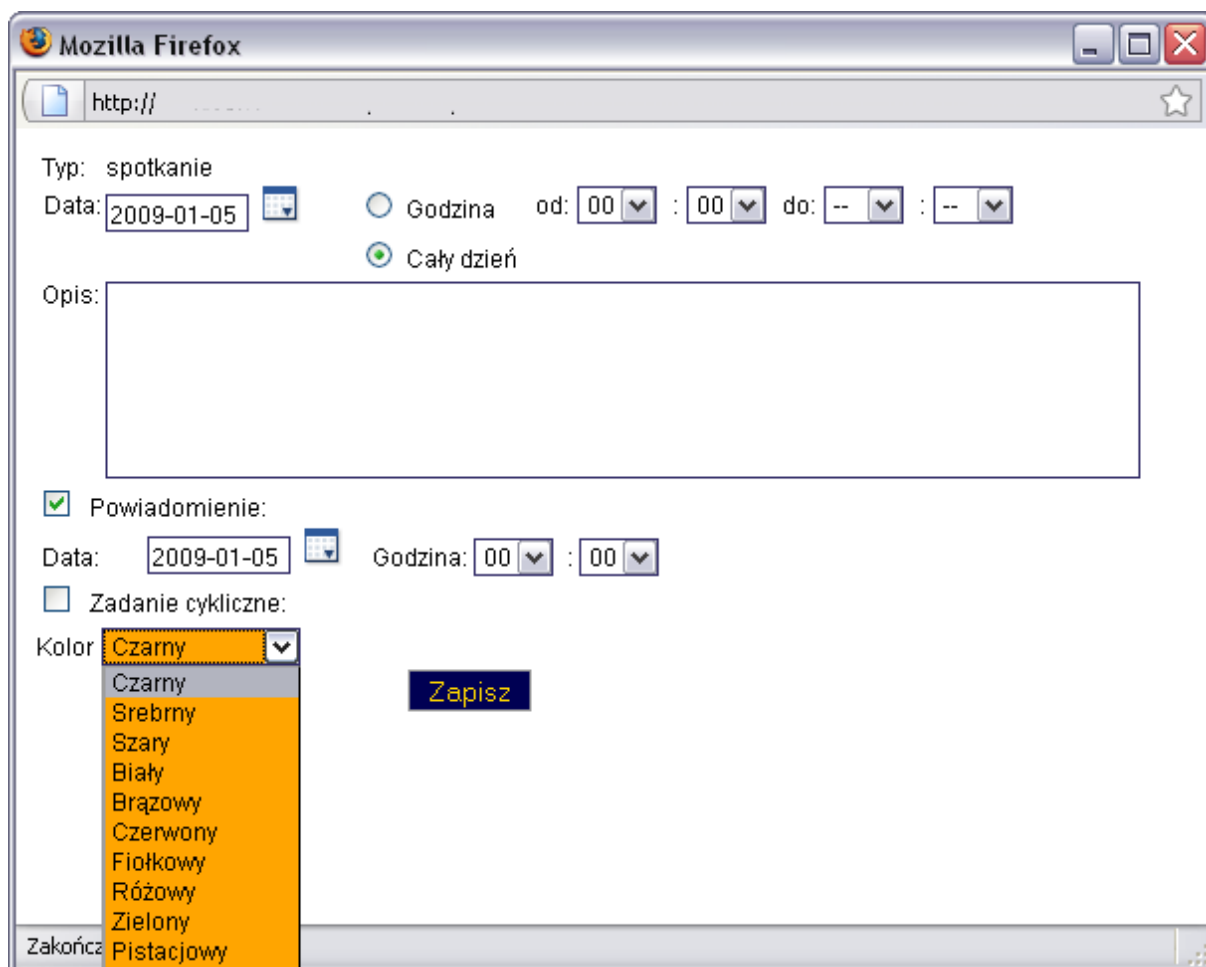 Mozilla Firefox
http://
Typ: spotkanie
Data: 2009-01-05 Godzina od: 00 : 00 do: -- : --
Cały dzień
Opis:
Powiadomienie:
Data: 2009-01-05 Godzina: 00 : 00
Zadanie cykliczne:
Kolor Czarny
Czarny
Zapisz
Srebrny
Szary
Biały
Brązowy
Czerwony
Fiołkowy
Różowy
Zielony
Pistacjowy